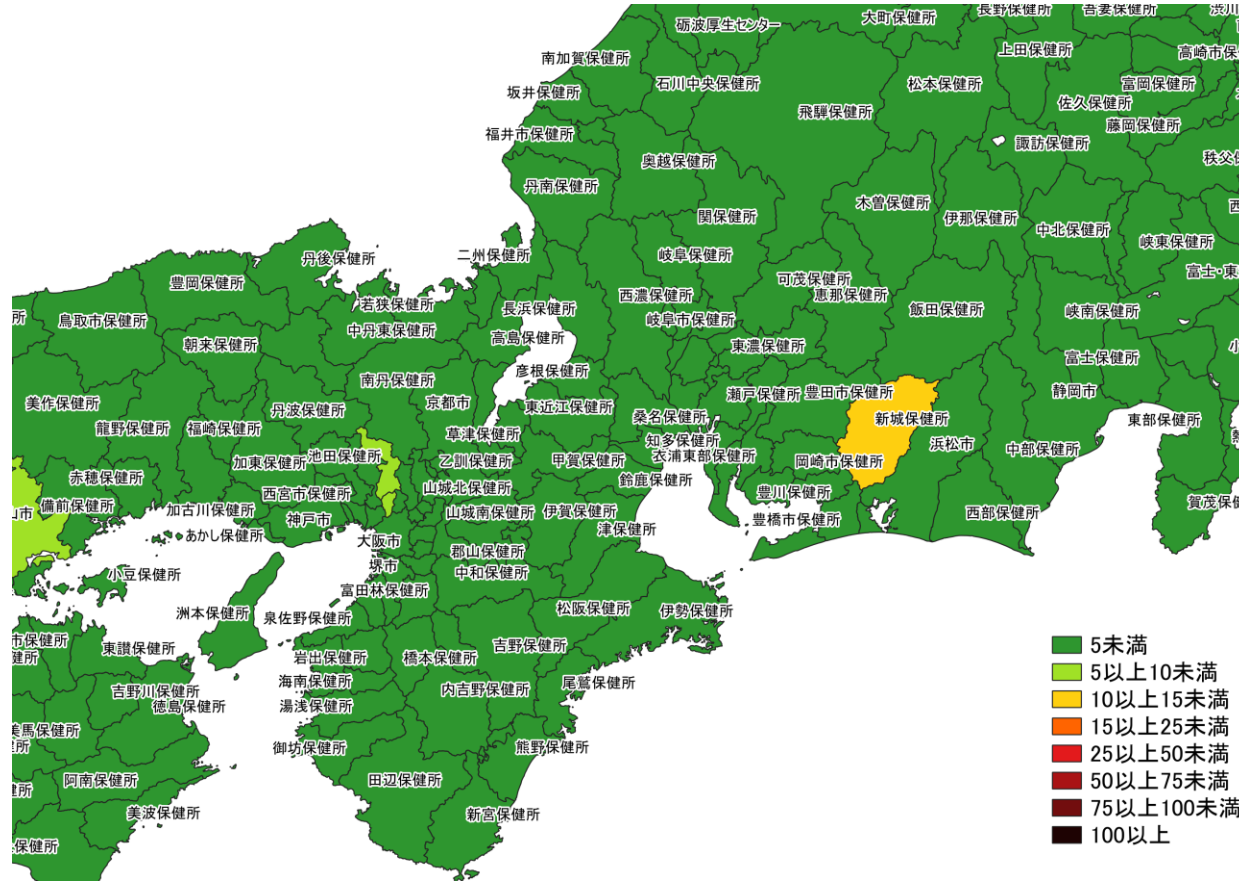 砺波厚生センター
大町保健所
長野保健所
吾妻保健所
渋川
南加賀保健所
上田保健所
高崎市保
石川中央保健所
松本保健所
富岡保健所
坂井保健所
佐久保健所
飛騨保健所
藤岡保健所
福井市保健所
諏訪保健所
秩父保
奥越保健所
丹南保健所
木曽保健所
西
関保健所
伊那保健所
中北保健所
峡東保健所
二州保健所
岐阜保健所
丹後保健所
富士・東
可茂保健所
豊岡保健所
西濃保健所
恵那保健所
若狭保健所
長浜保健所
飯田保健所
峡南保健所
所
鳥取市保健所
岐阜市保健所
中丹東保健所
高島保健所
朝来保健所
東濃保健所
小
富士保健所
彦根保健所
南丹保健所
静岡市
瀬戸保健所
豊田市保健所
美作保健所
京都市
東近江保健所
丹波保健所
桑名保健所
新城保健所
東部保健所
龍野保健所
福崎保健所
草津保健所
知多保健所
浜松市
熱
池田保健所
衣浦東部保健所
中部保健所
加東保健所
乙訓保健所
甲賀保健所
岡崎市保健所
赤穂保健所
鈴鹿保健所
西宮市保健所
山城北保健所
豊川保健所
備前保健所
賀茂保健
加古川保健所
山城南保健所
伊賀保健所
西部保健所
山市
神戸市
豊橋市保健所
あかし保健所
津保健所
大阪市
郡山保健所
堺市
中和保健所
小豆保健所
富田林保健所
洲本保健所
松阪保健所
伊勢保健所
泉佐野保健所
市保健所
東讃保健所
吉野保健所
健所
岩出保健所
橋本保健所
海南保健所
尾鷲保健所
吉野川保健所
内吉野保健所
徳島保健所
湯浅保健所
美馬保健所
御坊保健所
熊野保健所
健所
阿南保健所
田辺保健所
健所
美波保健所
新宮保健所
保健所
5未満
5以上10未満
10以上15未満
15以上25未満
25以上50未満
50以上75未満
75以上100未満
100以上